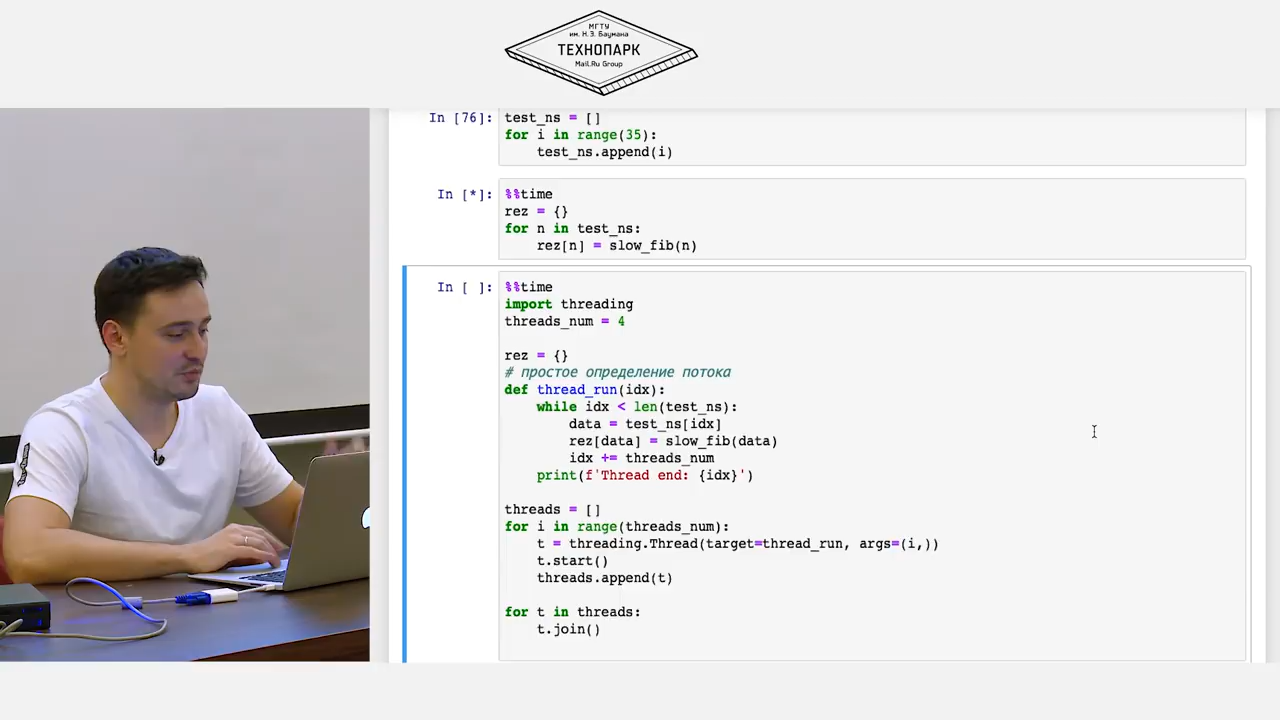 МГТУ
им. Н.Э. Баумана
ТЕХНОПАРК
Mail.Ru Group
In [76]: test_ns = []
for i in range(35):
    test_ns.append(i)
In [*]: %%time
rez = {}
for n in test_ns:
    rez[n] = slow_fib(n)
In [ ]: %%time
import threading
threads_num = 4
rez = {}
# простое определение потока
def thread_run(idx):
    while idx < len(test_ns):
        data = test_ns[idx]
        rez[data] = slow_fib(data)
        idx += threads_num
    print(f'Thread end: {idx}')
threads = []
for i in range(threads_num):
    t = threading.Thread(target=thread_run, args=(i,))
    t.start()
    threads.append(t)
for t in threads:
    t.join()